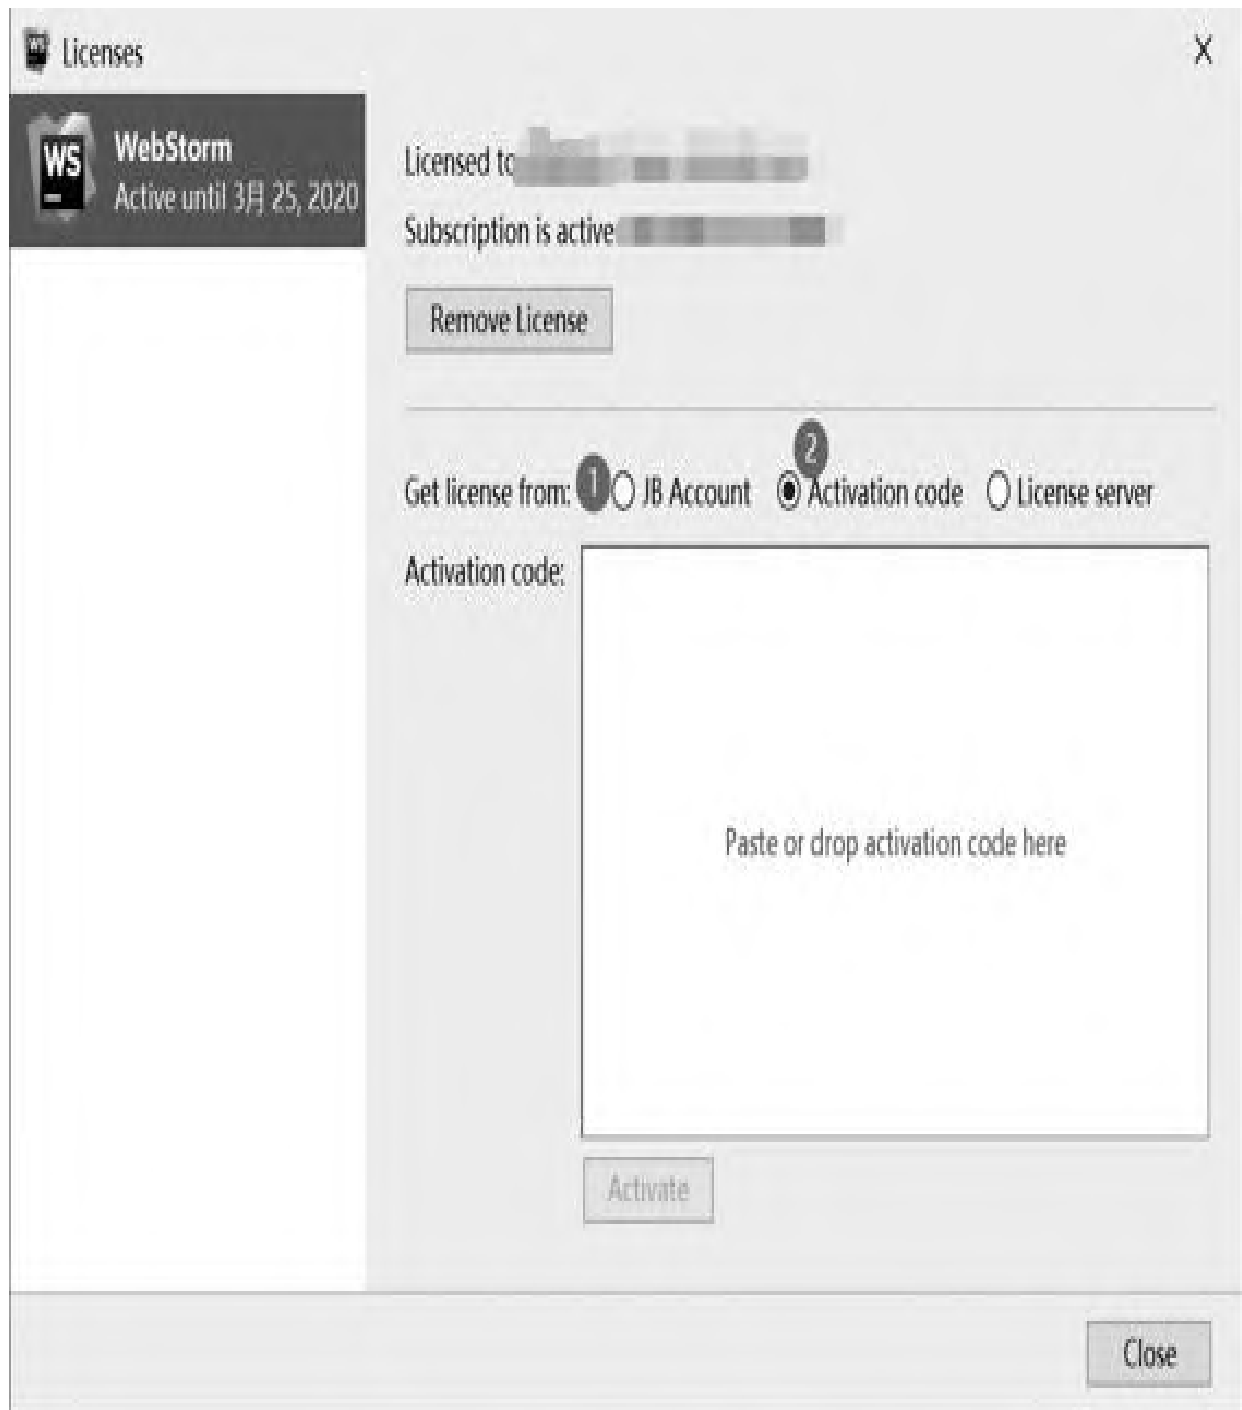 Licenses
X
WS
WebStorm
Active until 3月 25, 2020
Licensed to
Subscription is active
Remove License
2
Get license from: 1 JB Account Activation code License server
Activation code:
Paste or drop activation code here
Activate
Close